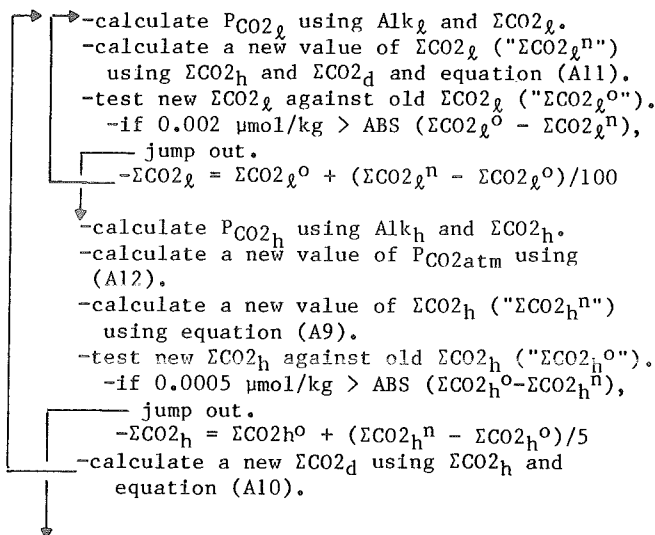 -calculate P_CO2ℓ using Alkℓ and ΣCO2ℓ.
-calculate a new value of ΣCO2ℓ ("ΣCO2ℓⁿ")
using ΣCO2h and ΣCO2d and equation (A11).
-test new ΣCO2ℓ against old ΣCO2ℓ ("ΣCO2ℓº").
-if 0.002 µmol/kg > ABS (ΣCO2ℓº - ΣCO2ℓⁿ),
jump out.
-ΣCO2ℓ = ΣCO2ℓº + (ΣCO2ℓⁿ - ΣCO2ℓº)/100
-calculate P_CO2h using Alkh and ΣCO2h.
-calculate a new value of P_CO2atm using
(A12).
-calculate a new value of ΣCO2h ("ΣCO2hⁿ")
using equation (A9).
-test new ΣCO2h against old ΣCO2h ("ΣCO2hº").
-if 0.0005 µmol/kg > ABS (ΣCO2hº-ΣCO2hⁿ),
jump out.
-ΣCO2h = ΣCO2hº + (ΣCO2hⁿ - ΣCO2hº)/5
-calculate a new ΣCO2d using ΣCO2h and
equation (A10).